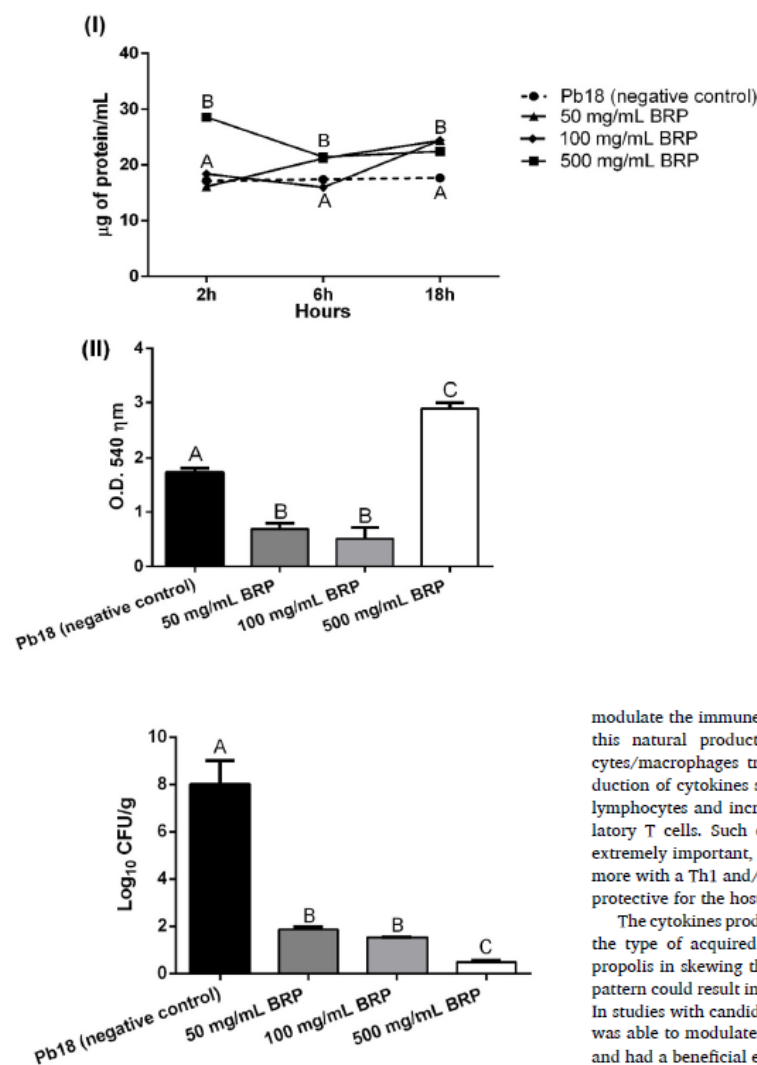 (I)
40
30
20
10
0
µg of protein/mL
B
A
B
A
B
A
2h
6h
18h
Hours
Pb18 (negative control)
50 mg/mL BRP
100 mg/mL BRP
500 mg/mL BRP
(II)
4
3
2
1
0
O.D. 540 ηm
A
B
B
C
Pb18 (negative control)
50 mg/mL BRP
100 mg/mL BRP
500 mg/mL BRP
10
8
6
4
2
0
Log10 CFU/g
A
B
B
C
Pb18 (negative control)
50 mg/mL BRP
100 mg/mL BRP
500 mg/mL BRP
modulate the immune
this natural product
cytes/macrophages tr
duction of cytokines s
lymphocytes and incr
latory T cells. Such
extremely important,
more with a Th1 and/
protective for the host
The cytokines prod
the type of acquired
propolis in skewing th
pattern could result in
In studies with candid
was able to modulate
and had a beneficial e